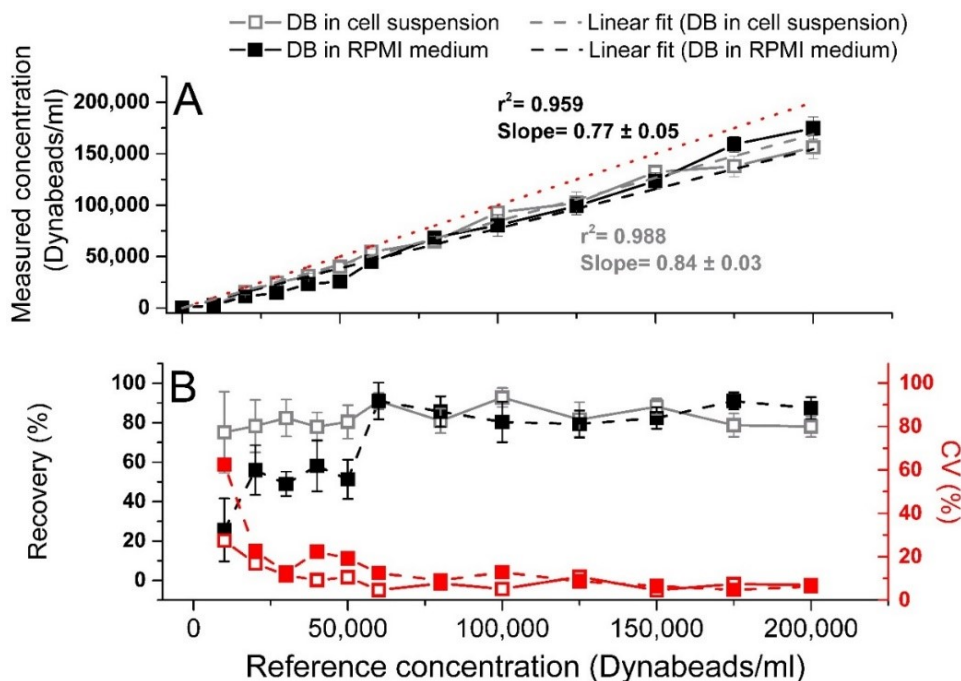 DB in cell suspension
Linear fit (DB in cell suspension)
DB in RPMI medium
Linear fit (DB in RPMI medium)
A
Measured concentration
(Dynabeads/ml)
200,000
150,000
100,000
50,000
0
r²= 0.959
Slope= 0.77 ± 0.05
r²= 0.988
Slope= 0.84 ± 0.03
B
Recovery (%)
100
80
60
40
20
0
100
80
60
40
20
0
CV (%)
0
50,000
100,000
150,000
200,000
Reference concentration (Dynabeads/ml)